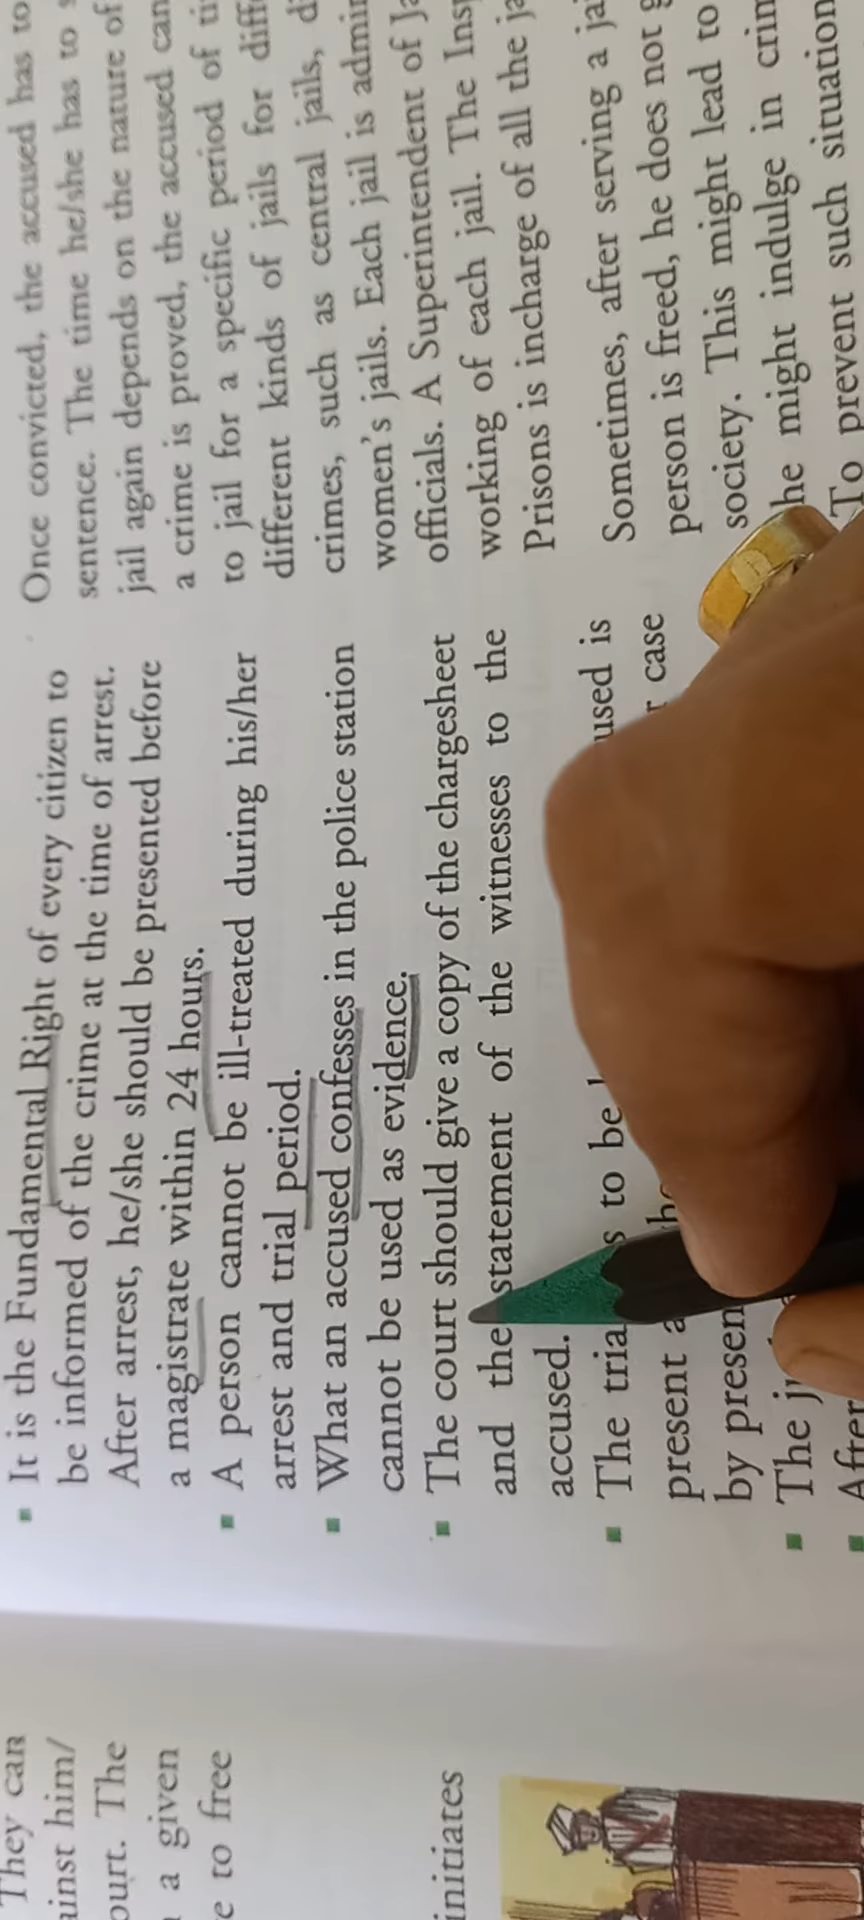 They can
ainst him/
ourt. The
a given
e to free
initiates
It is the Fundamental Right of every citizen to
be informed of the crime at the time of arrest.
After arrest, he/she should be presented before
a magistrate within 24 hours.
A person cannot be ill-treated during his/her
arrest and trial period.
What an accused confesses in the police station
cannot be used as evidence.
The court should give a copy of the chargesheet
and the statement of the witnesses to the
accused.
The to be used is
present case
by
The
After
Once convicted, the accused has to
sentence. The time he/she has to
jail again depends on the nature of
a crime is proved, the accused can
to jail for a specific period of
different kinds of jails for
crimes, such as central jails,
women's jails. Each jail is
officials. A Superintendent of
working of each jail. The
Prisons is incharge of all the
Sometimes, after serving a
person is freed, he does not
society. This might lead to
he might indulge in
To prevent such situation